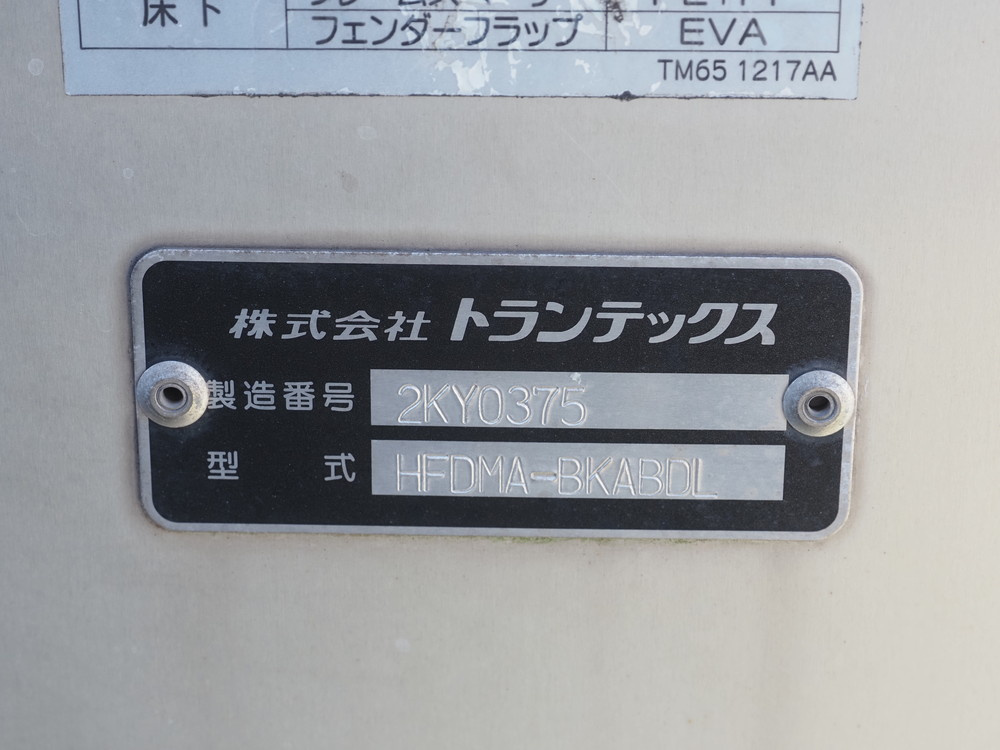 床下
フェンダーフラップ EVA
TM65 1217AA
株式会社 トランテックス
製造番号 2KY0375
型式 HFDMA-BKABDL